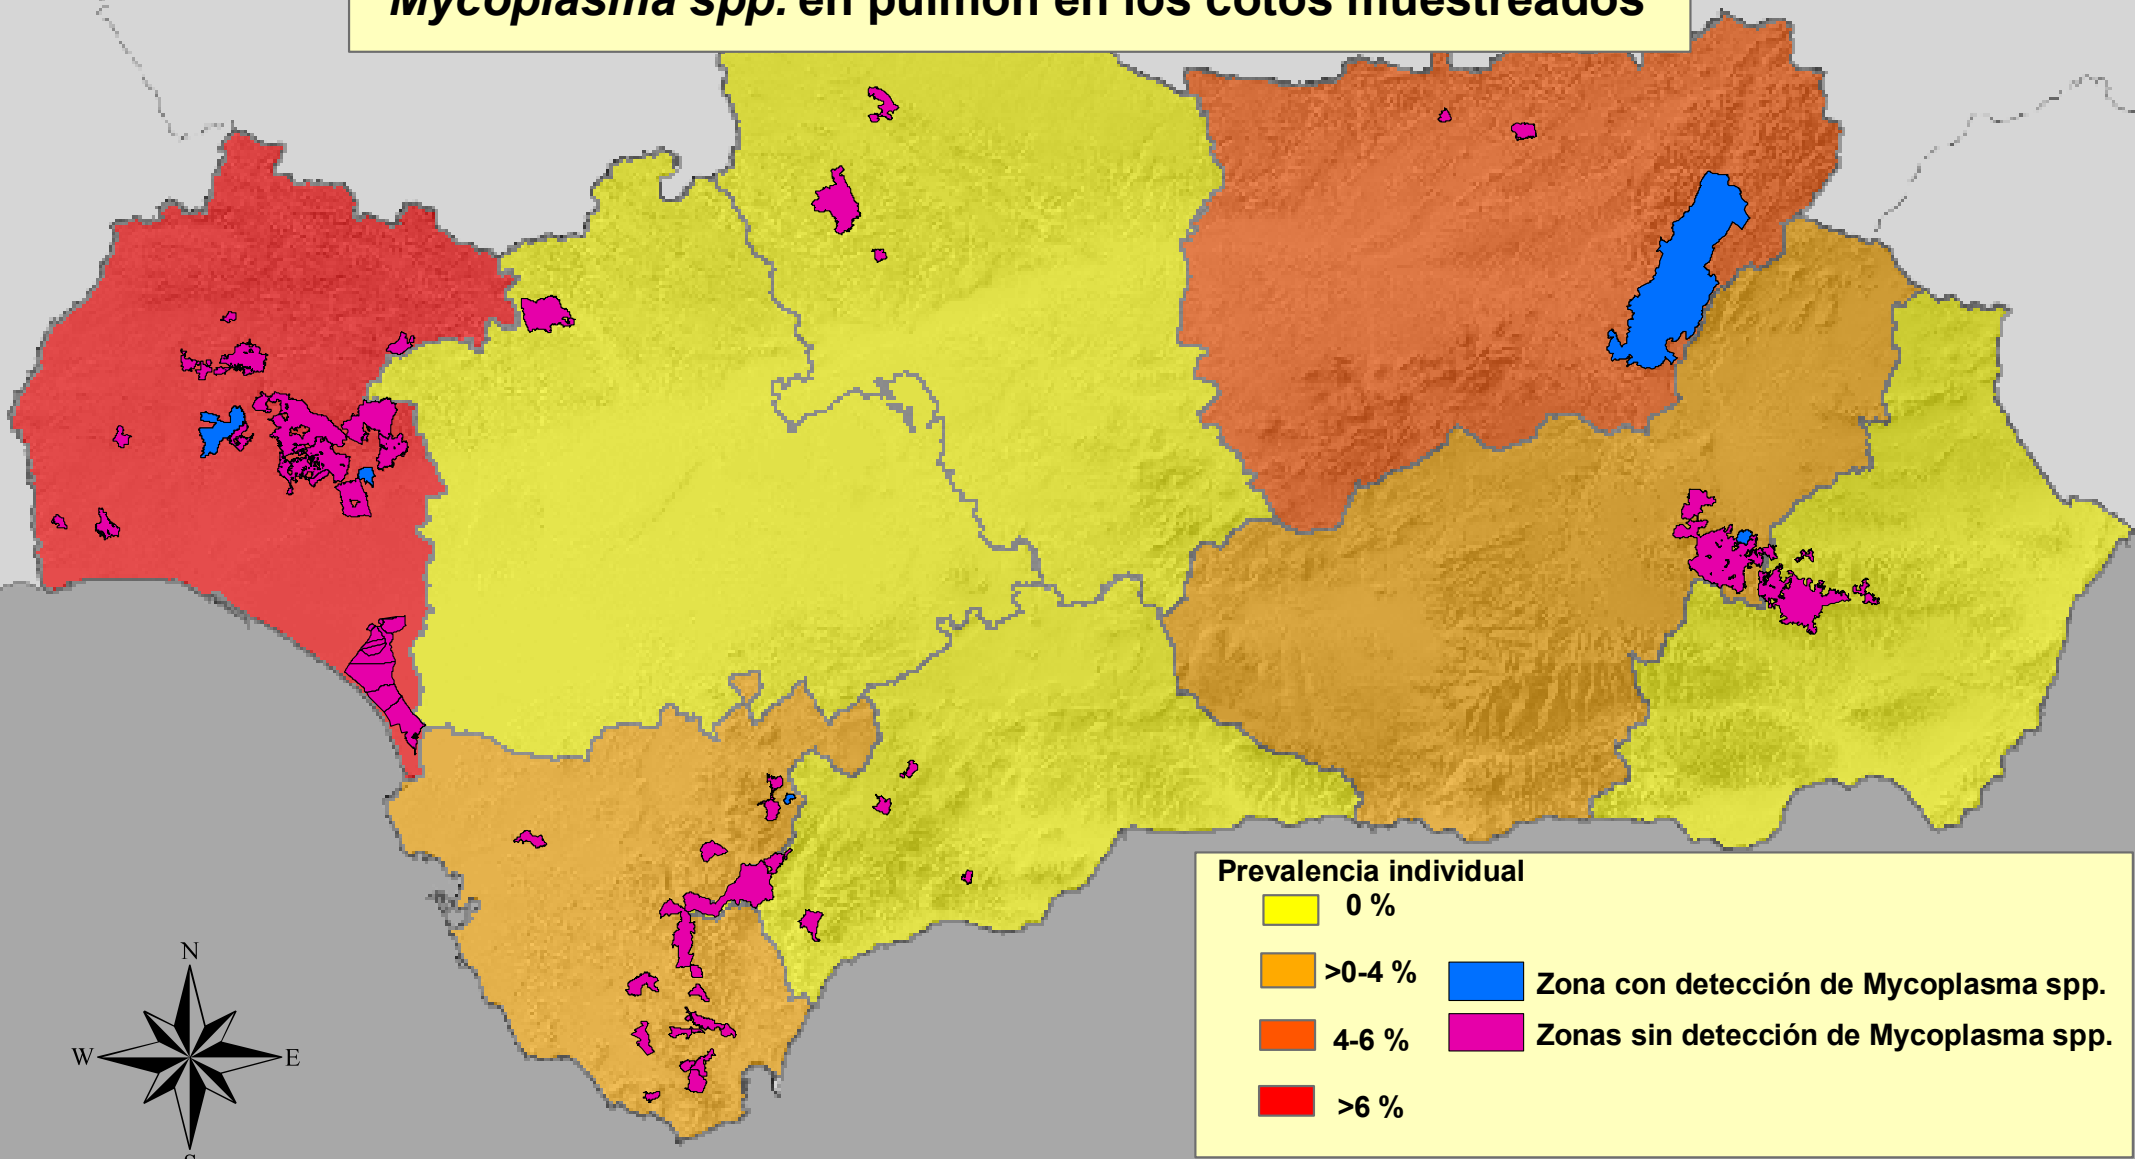 Mycoplasma spp. en pulmón en los cotos muestreados
Prevalencia individual
0 %
>0-4 %
4-6 %
>6 %
Zona con detección de Mycoplasma spp.
Zonas sin detección de Mycoplasma spp.
N
W
E
S